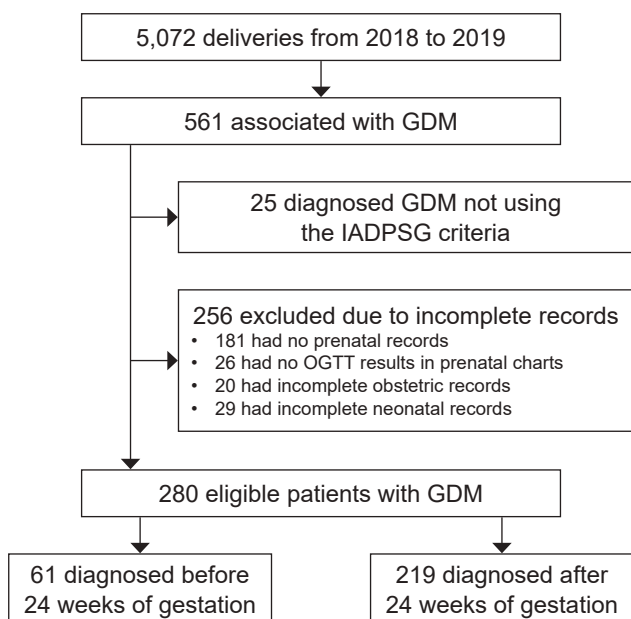 5,072 deliveries from 2018 to 2019
561 associated with GDM
25 diagnosed GDM not using
the IADPSG criteria
256 excluded due to incomplete records
• 181 had no prenatal records
• 26 had no OGTT results in prenatal charts
• 20 had incomplete obstetric records
• 29 had incomplete neonatal records
280 eligible patients with GDM
61 diagnosed before
24 weeks of gestation
219 diagnosed after
24 weeks of gestation